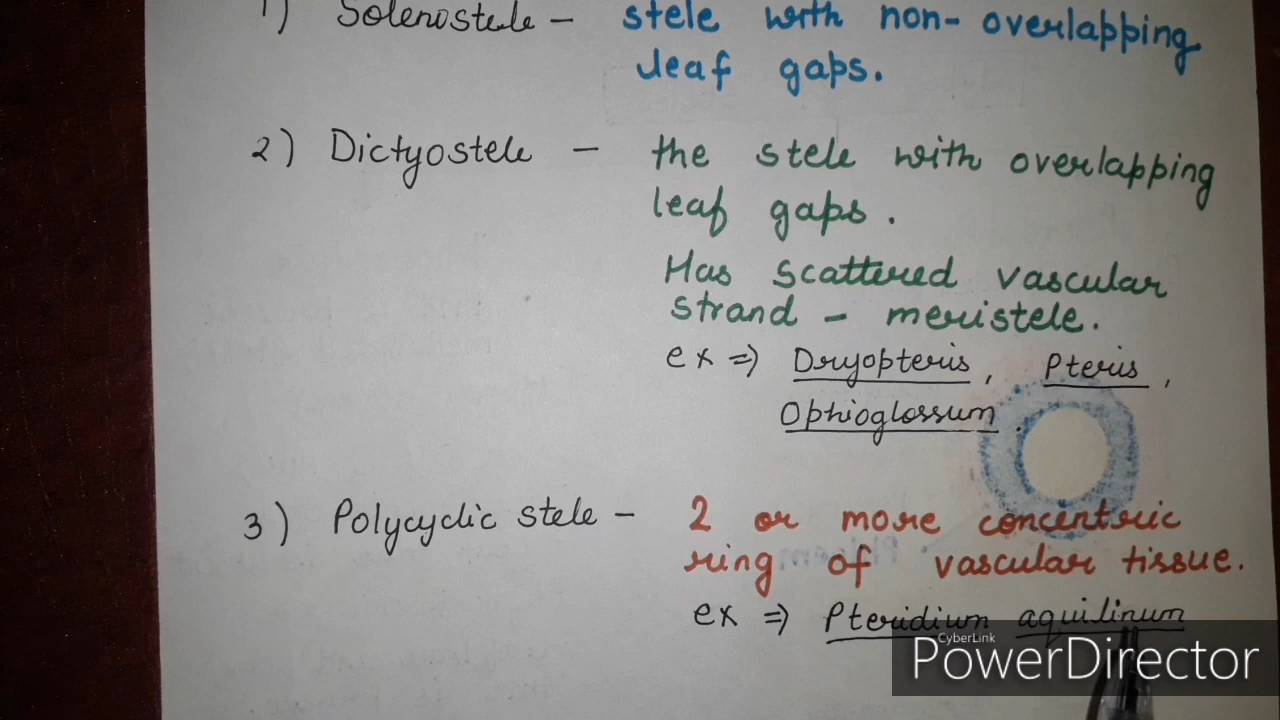 1) Solenostele - stele with non-overlapping
leaf gaps.
2) Dictyostele - the stele with overlapping
leaf gaps.
Has scattered vascular
strand - meristele.
ex ⇒ Dryopteris, Pteris,
Ophioglossum.
3) Polycyclic stele - 2 or more concentric
ring of vascular tissue.
ex ⇒ Pteridium aquilinum
CyberLink
PowerDirector